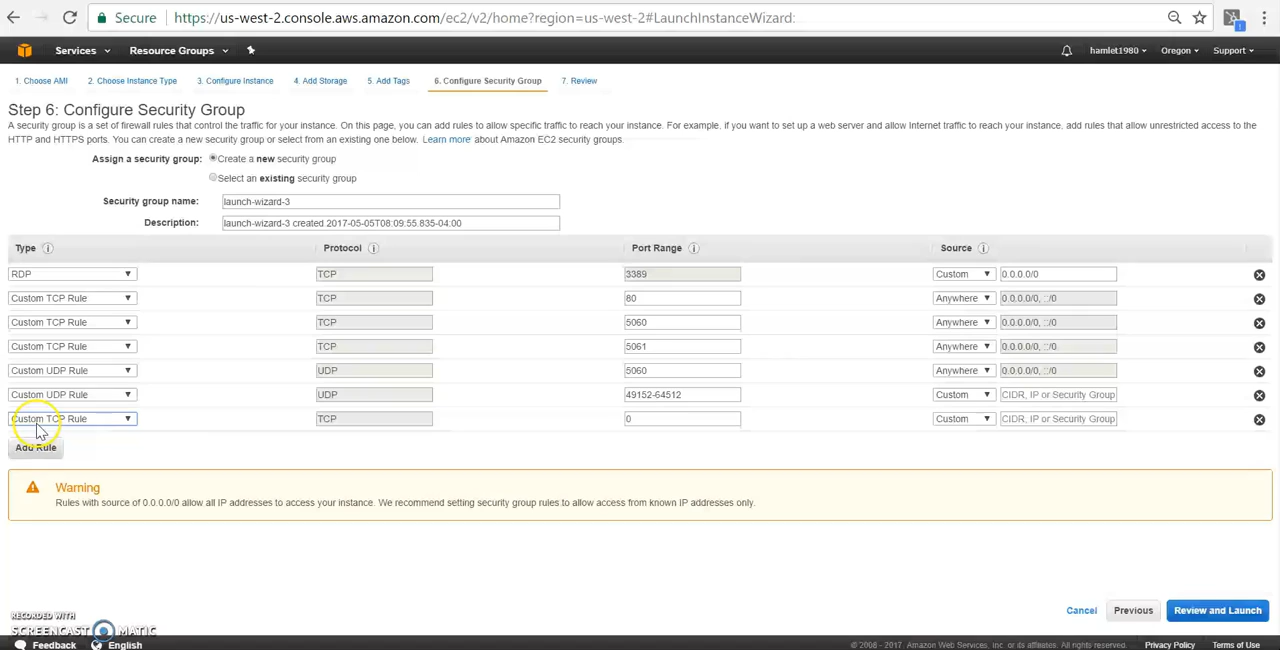 Secure https://us-west-2.console.aws.amazon.com/ec2/v2/home?region=us-west-2#LaunchInstanceWizard:
Services Resource Groups hamlet1980 Oregon Support
1. Choose AMI 2. Choose Instance Type 3. Configure Instance 4. Add Storage 5. Add Tags 6. Configure Security Group 7. Review
Step 6: Configure Security Group
A security group is a set of firewall rules that control the traffic for your instance. On this page, you can add rules to allow specific traffic to reach your instance. For example, if you want to set up a web server and allow Internet traffic to reach your instance, add rules that allow unrestricted access to the
HTTP and HTTPS ports. You can create a new security group or select from an existing one below. Learn more about Amazon EC2 security groups.
Assign a security group: Create a new security group
Select an existing security group
Security group name: launch-wizard-3
Description: launch-wizard-3 created 2017-05-05T08:09:55.835-04:00
Type Protocol Port Range Source
RDP TCP 3389 Custom 0.0.0.0/0
Custom TCP Rule TCP 80 Anywhere 0.0.0.0/0, ::/0
Custom TCP Rule TCP 5060 Anywhere 0.0.0.0/0, ::/0
Custom TCP Rule TCP 5061 Anywhere 0.0.0.0/0, ::/0
Custom UDP Rule UDP 5060 Anywhere 0.0.0.0/0, ::/0
Custom UDP Rule UDP 49152-64512 Custom CIDR, IP or Security Group
Custom TCP Rule TCP 0 Custom CIDR, IP or Security Group
Add Rule
Warning
Rules with source of 0.0.0.0/0 allow all IP addresses to access your instance. We recommend setting security group rules to allow access from known IP addresses only.
Cancel Previous Review and Launch
RECORDED WITH
SCREENCAST MATIC
Feedback English © 2008 - 2017, Amazon Web Services, Inc. or its affiliates. All rights reserved. Privacy Policy Terms of Use